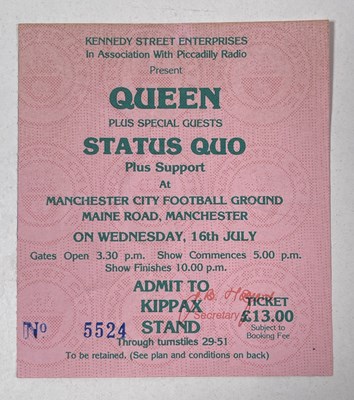 KENNEDY STREET ENTERPRISES
In Association With Piccadilly Radio
Present
QUEEN
PLUS SPECIAL GUESTS
STATUS QUO
Plus Support
At
MANCHESTER CITY FOOTBALL GROUND
MAINE ROAD, MANCHESTER
ON WEDNESDAY, 16th JULY
Gates Open 3.30 p.m. Show Commences 5.00 p.m.
Show Finishes 10.00 p.m.
ADMIT TO
KIPPAX
STAND
Secretary
TICKET
£13.00
Subject to
Booking Fee
No 5524
Through turnstiles 29-51
To be retained. (See plan and conditions on back)